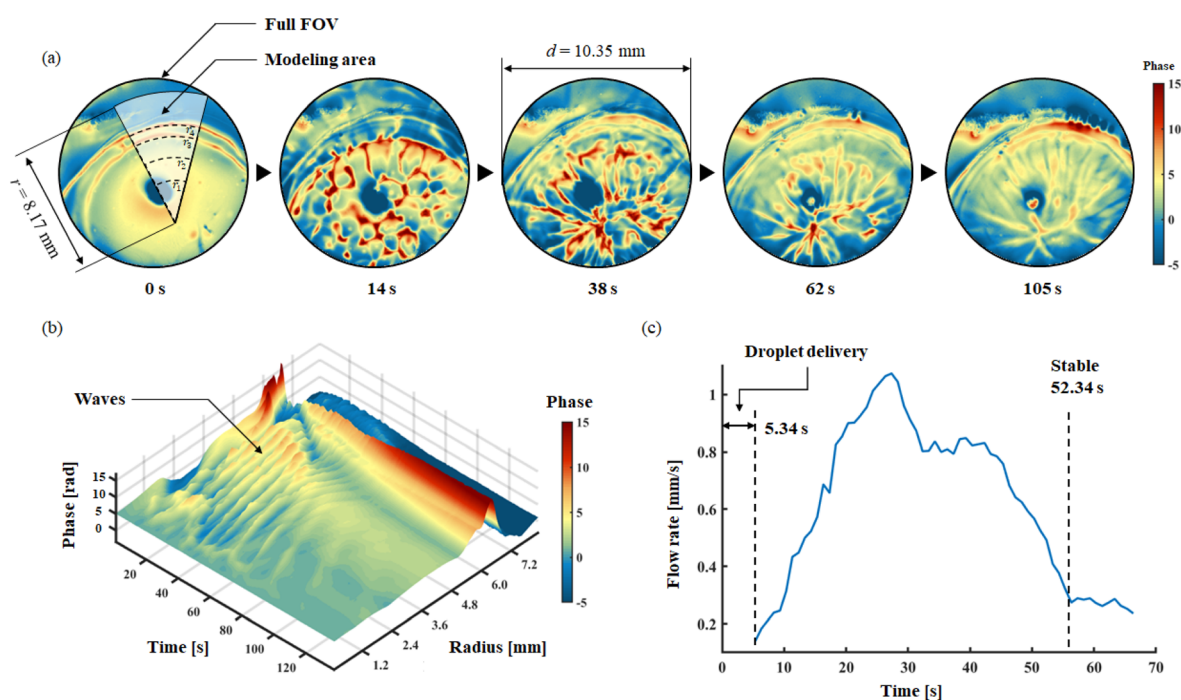 Full FOV
(a)
Modeling area
d = 10.35 mm
Phase
15
10
5
0
-5
r = 8.17 mm
r4
r3
r2
r1
0 s
14 s
38 s
62 s
105 s
(b)
Waves
Phase
15
10
5
0
-5
Phase [rad]
15
10
5
0
20
40
60
80
100
120
Time [s]
1.2
2.4
3.6
4.8
6.0
7.2
Radius [mm]
(c)
Droplet delivery
Stable
52.34 s
5.34 s
Flow rate [mm/s]
1
0.8
0.6
0.4
0.2
0
10
20
30
40
50
60
70
Time [s]